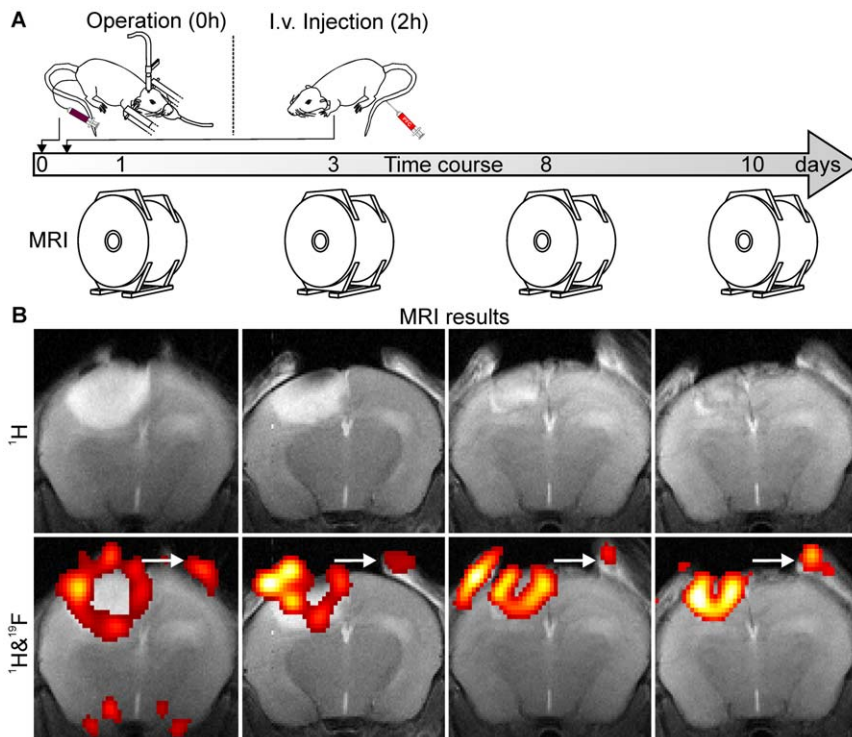 A
Operation (0h)
I.v. Injection (2h)
0
1
3
Time course
8
10
days
MRI
B
MRI results
¹H
¹H&¹⁹F